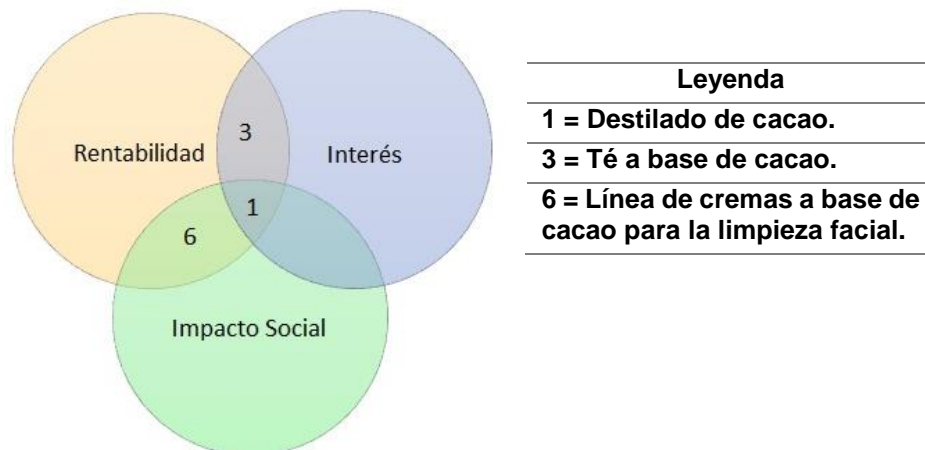 3
Rentabilidad
Interés
1
6
Impacto Social
Leyenda
1 = Destilado de cacao.
3 = Té a base de cacao.
6 = Línea de cremas a base de
cacao para la limpieza facial.